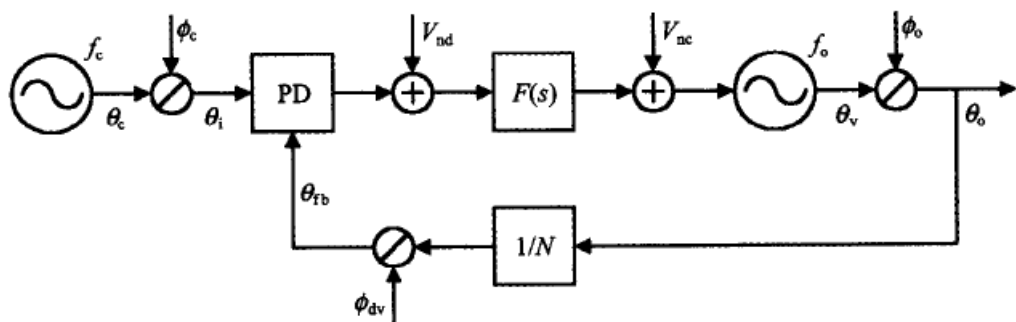 f_c
ϕ_c
V_nd
V_nc
f_o
ϕ_o
PD
F(s)
θ_c
θ_i
θ_v
θ_o
θ_fb
1/N
ϕ_dv